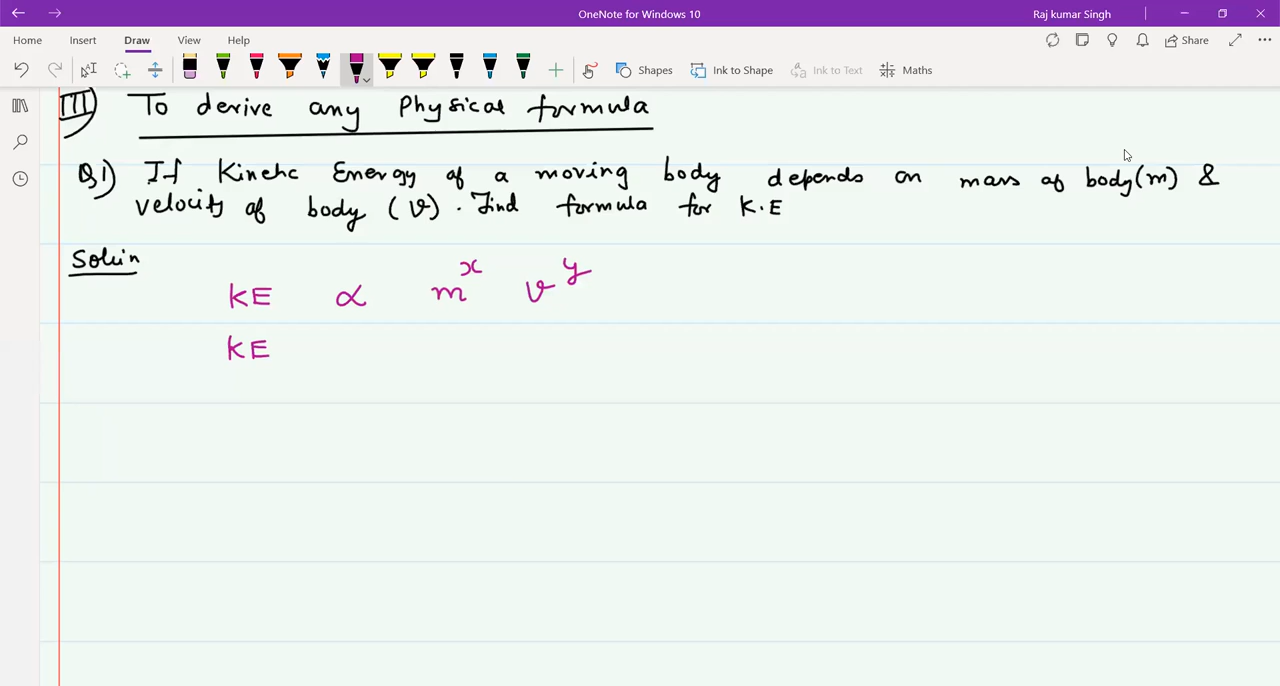 OneNote for Windows 10
Raj kumar Singh
Home Insert Draw View Help
Share
Shapes Ink to Shape Ink to Text Maths
III) To derive any Physical formula
Q1) If Kinetic Energy of a moving body depends on mass of body (m) &
velocity of body (v). Find formula for K.E
Soluin
KE ∝ m^x v^y
KE